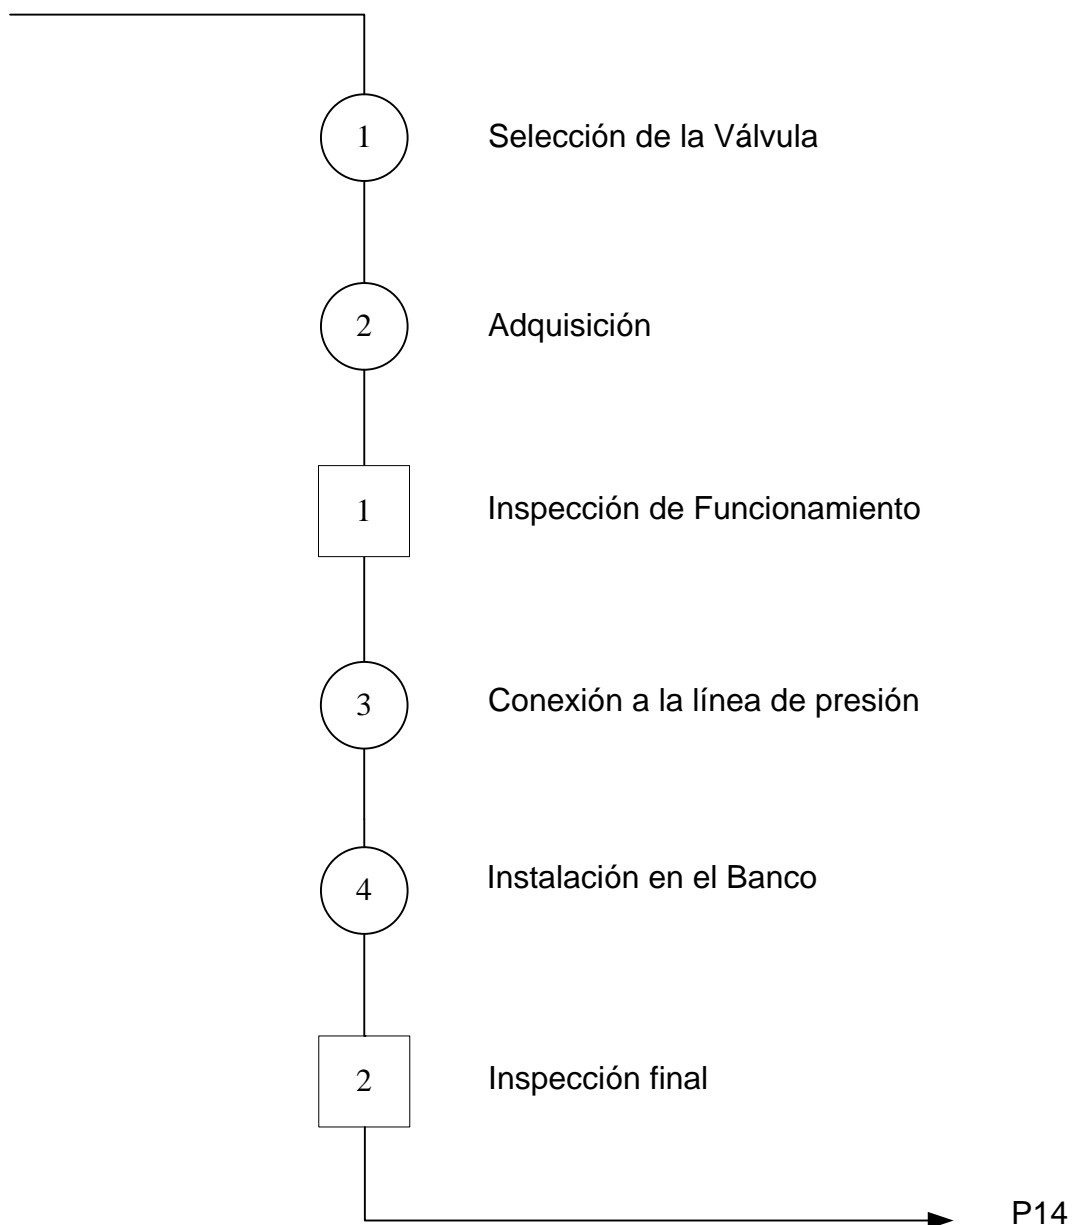 1 Selección de la Válvula
2 Adquisición
1 Inspección de Funcionamiento
3 Conexión a la línea de presión
4 Instalación en el Banco
2 Inspección final
P14